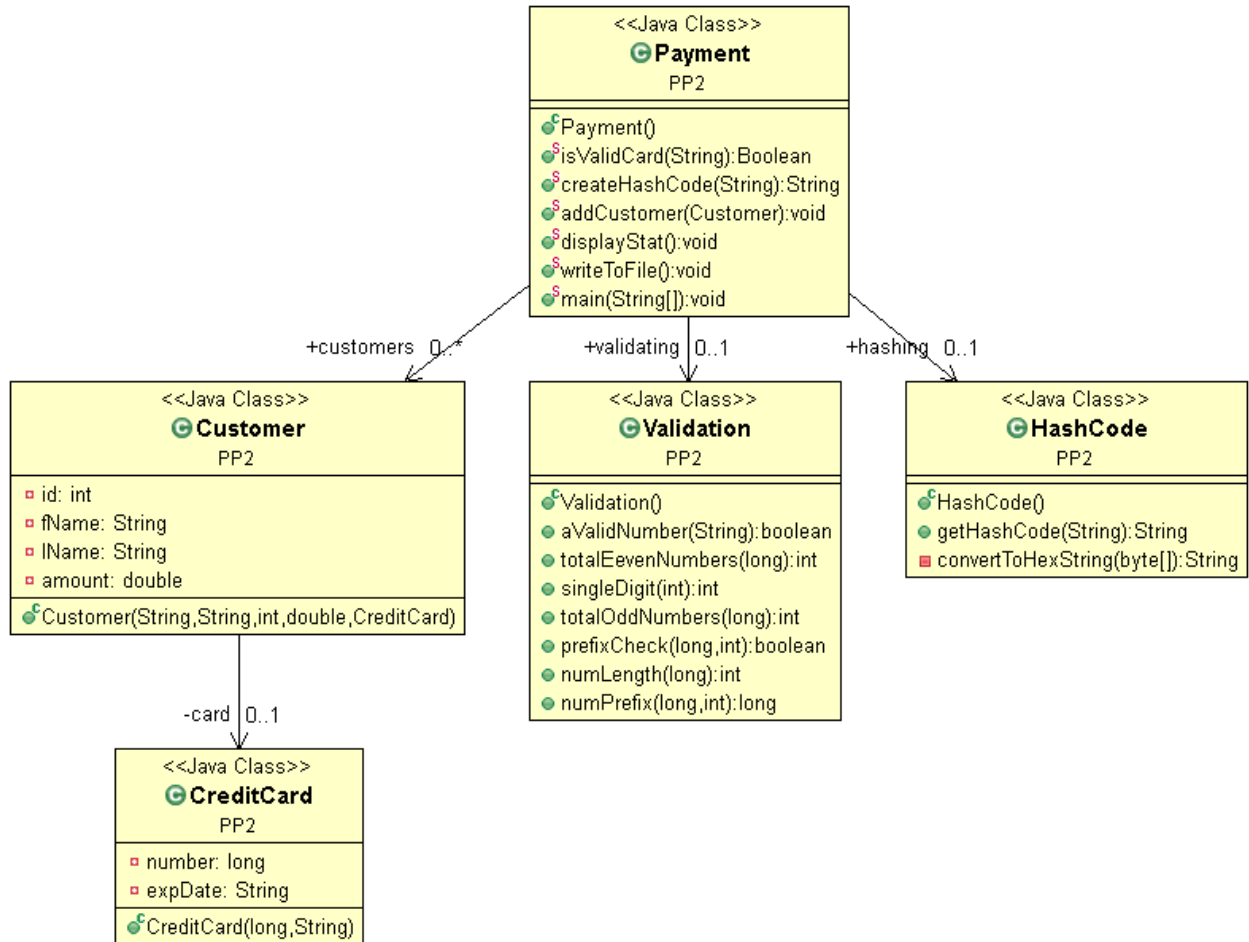 <<Java Class>>
Payment
PP2
Payment()
isValidCard(String):Boolean
createHashCode(String):String
addCustomer(Customer):void
displayStat():void
writeToFile():void
main(String[]):void
+customers 0..*
+validating 0..1
+hashing 0..1
<<Java Class>>
Customer
PP2
id: int
fName: String
lName: String
amount: double
Customer(String,String,int,double,CreditCard)
<<Java Class>>
Validation
PP2
Validation()
aValidNumber(String):boolean
totalEevenNumbers(long):int
singleDigit(int):int
totalOddNumbers(long):int
prefixCheck(long,int):boolean
numLength(long):int
numPrefix(long,int):long
<<Java Class>>
HashCode
PP2
HashCode()
getHashCode(String):String
convertToHexString(byte[]):String
-card 0..1
<<Java Class>>
CreditCard
PP2
number: long
expDate: String
CreditCard(long,String)